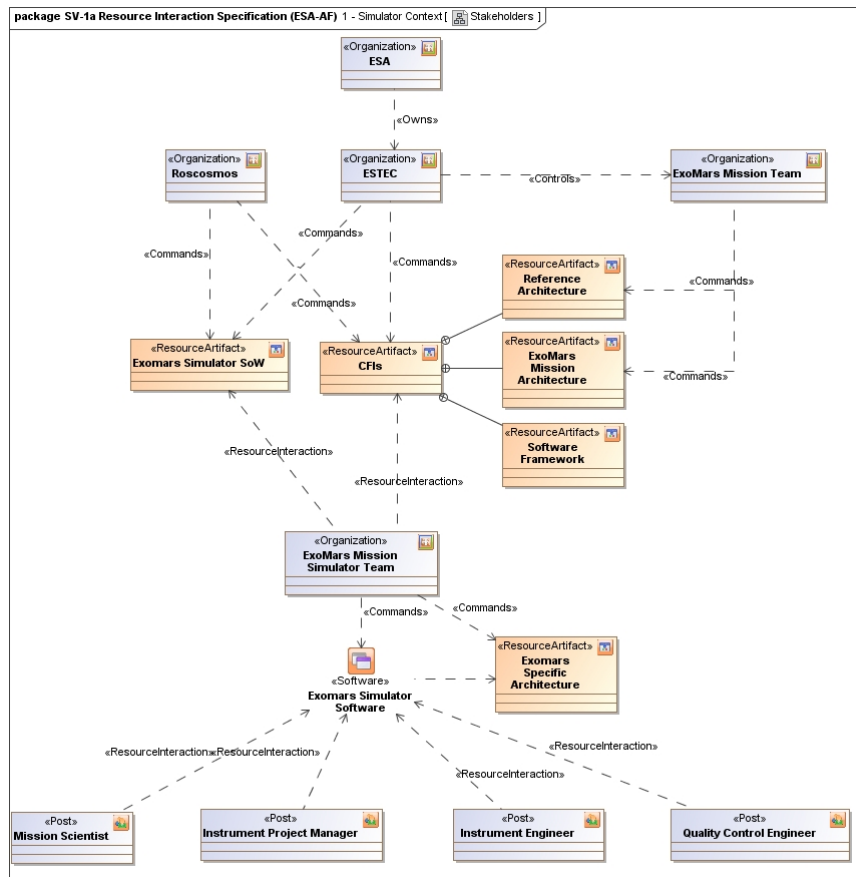 package SV-1a Resource Interaction Specification (ESA-AF) 1 - Simulator Context [ Stakeholders ]
«Organization»
ESA
«Owns»
«Organization»
Roscosmos
«Organization»
ESTEC
«Controls»
«Organization»
ExoMars Mission Team
«Commands»
«Commands»
«Commands»
«Commands»
«ResourceArtifact»
Reference
Architecture
«Commands»
«ResourceArtifact»
Exomars Simulator SoW
«ResourceArtifact»
CFIs
«ResourceArtifact»
ExoMars
Mission
Architecture
«Commands»
«ResourceArtifact»
Software
Framework
«ResourceInteraction»
«ResourceInteraction»
«Organization»
ExoMars Mission
Simulator Team
«Commands»
«Commands»
«Software»
Exomars Simulator
Software
«ResourceArtifact»
Exomars
Specific
Architecture
«ResourceInteraction»
«ResourceInteraction»
«ResourceInteraction»
«ResourceInteraction»
«Post»
Mission Scientist
«Post»
Instrument Project Manager
«Post»
Instrument Engineer
«Post»
Quality Control Engineer